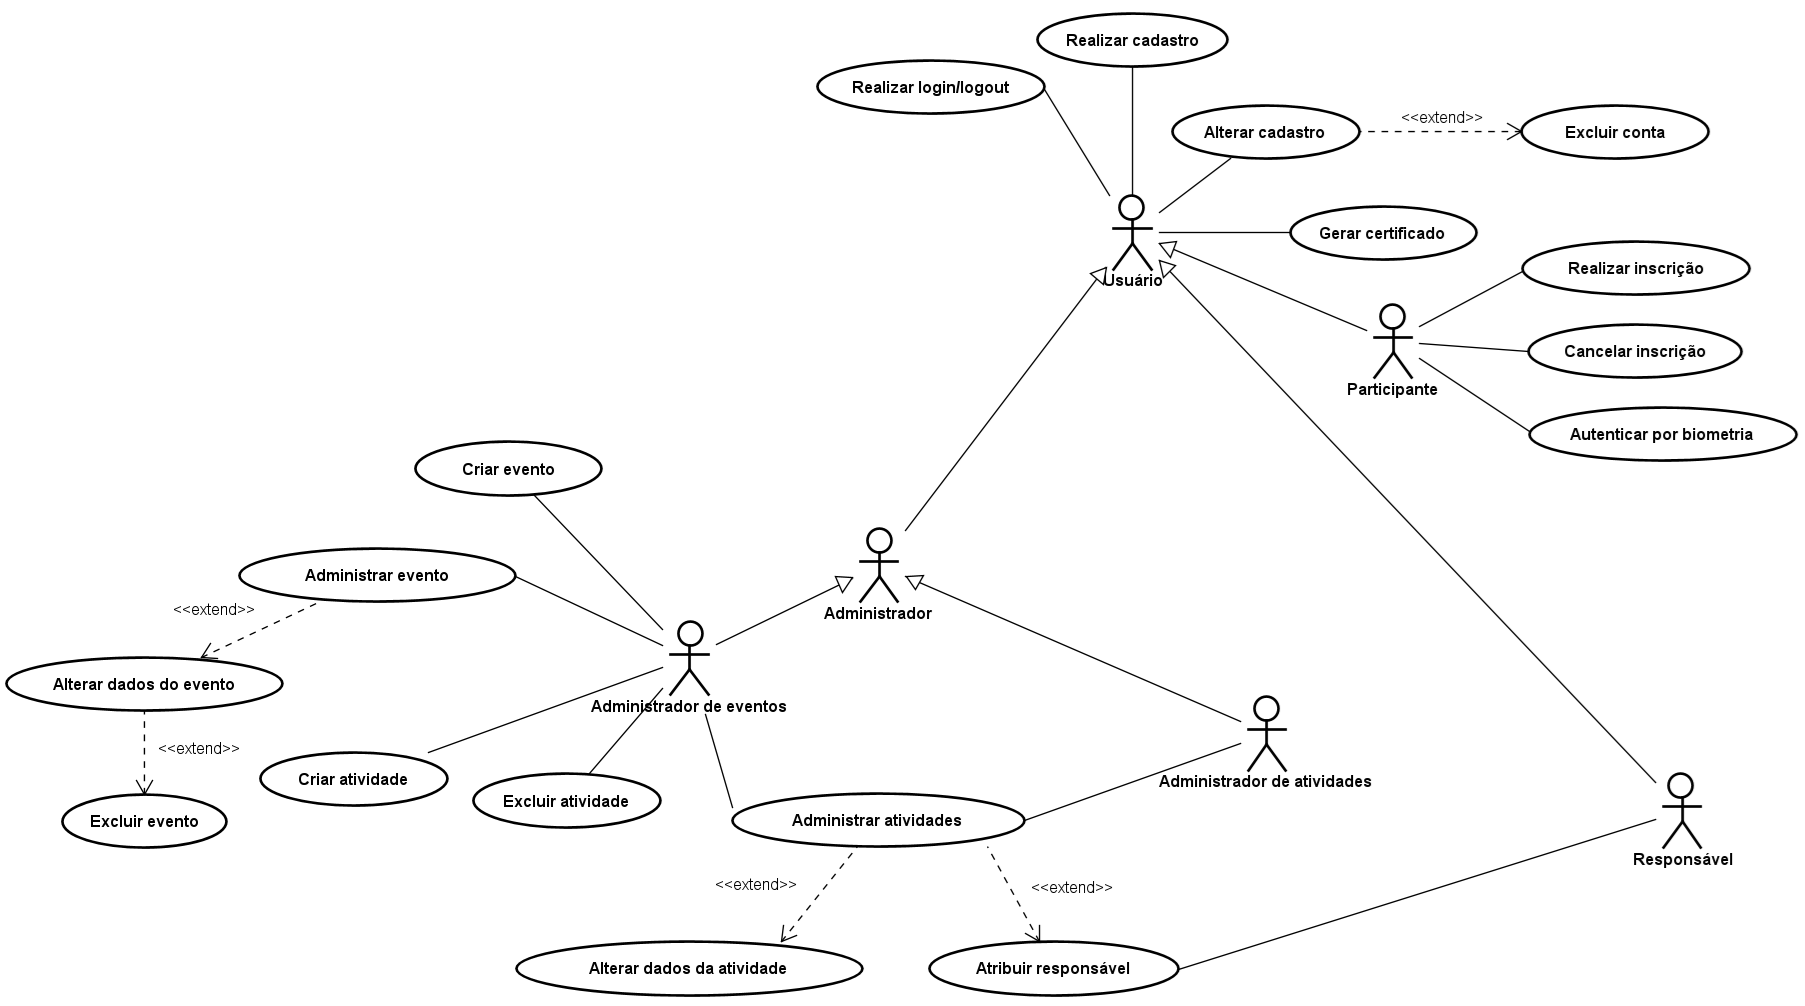 Realizar cadastro
Realizar login/logout
Alterar cadastro
<<extend>>
Excluir conta
Gerar certificado
Usuário
Realizar inscrição
Cancelar inscrição
Participante
Autenticar por biometria
Criar evento
Administrar evento
<<extend>>
Administrador
Alterar dados do evento
Administrador de eventos
<<extend>>
Criar atividade
Excluir atividade
Administrador de atividades
Excluir evento
Administrar atividades
Responsável
<<extend>>
<<extend>>
Alterar dados da atividade
Atribuir responsável